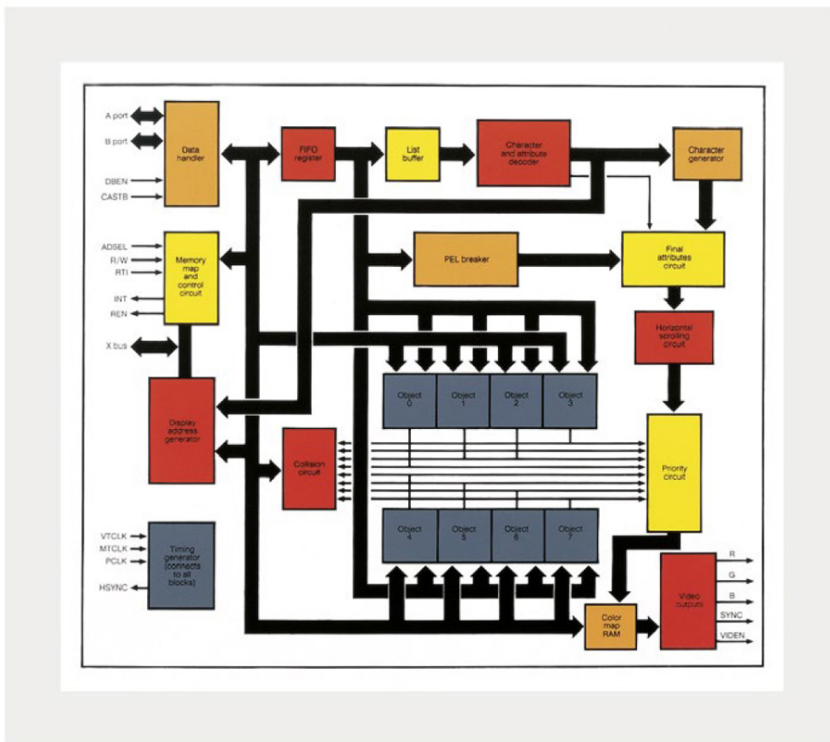 A port
B port
DBEN
CASTB
Data
handler
FIFO
register
List
buffer
Character
and attribute
decoder
Character
generator
ADSEL
R/W
RTI
INT
REN
X bus
Memory
map
and
control
circuit
PEL breaker
Final
attributes
circuit
Horizontal
scrolling
circuit
Display
address
generator
Object
0
Object
1
Object
2
Object
3
Collision
circuit
Priority
circuit
Object
4
Object
5
Object
6
Object
7
VTCLK
MTCLK
PCLK
HSYNC
Timing
generator
(connects
to all
blocks)
Color
map
RAM
Video
outputs
R
G
B
SYNC
VIDEN